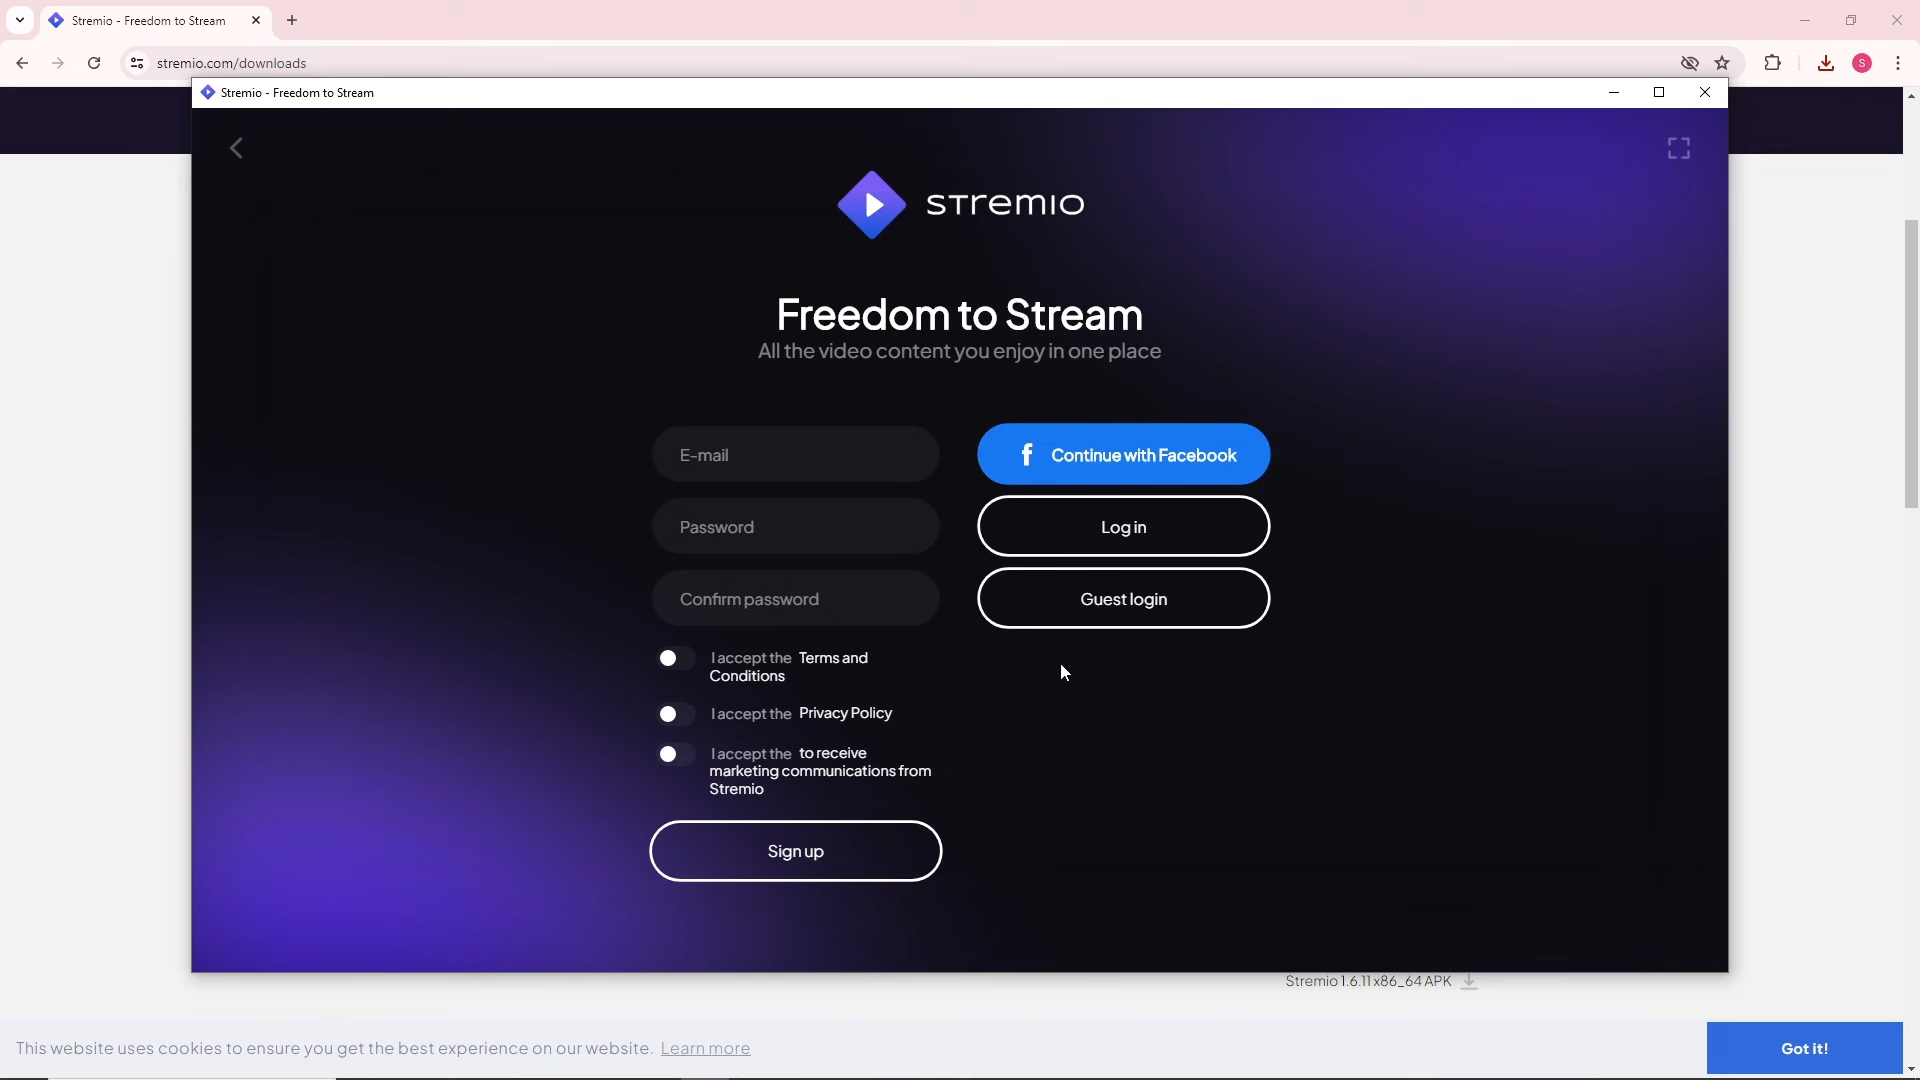 Stremio - Freedom to Stream
stremio.com/downloads
S
Stremio - Freedom to Stream
STREMIO
Freedom to Stream
All the video content you enjoy in one place
E-mail
f Continue with Facebook
Password
Log in
Confirm password
Guest login
I accept the Terms and
Conditions
I accept the Privacy Policy
I accept the to receive
marketing communications from
Stremio
Sign up
Stremio 1.6.11 x86_64 APK
This website uses cookies to ensure you get the best experience on our website. Learn more
Got it!